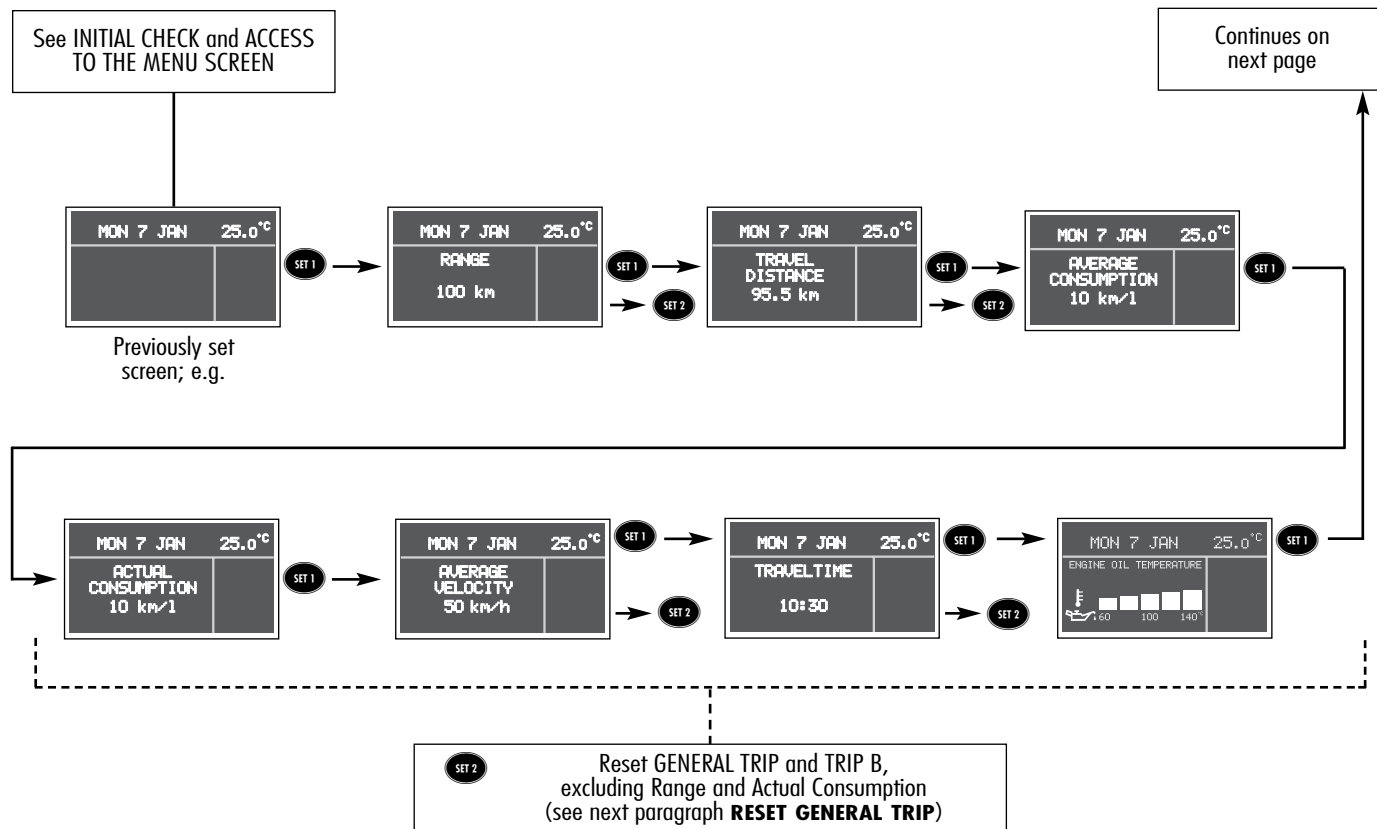 See INITIAL CHECK and ACCESS
TO THE MENU SCREEN
Continues on
next page
MON 7 JAN 25.0°C
SET 1
Previously set
screen; e.g.
MON 7 JAN 25.0°C
RANGE
100 km
SET 1
SET 2
MON 7 JAN 25.0°C
TRAVEL
DISTANCE
95.5 km
SET 1
SET 2
MON 7 JAN 25.0°C
AVERAGE
CONSUMPTION
10 km/l
SET 1
MON 7 JAN 25.0°C
ACTUAL
CONSUMPTION
10 km/l
SET 1
MON 7 JAN 25.0°C
AVERAGE
VELOCITY
50 km/h
SET 1
SET 2
MON 7 JAN 25.0°C
TRAVELTIME
10:30
SET 1
SET 2
MON 7 JAN 25.0°C
ENGINE OIL TEMPERATURE
60 100 140°
SET 1
SET 2 Reset GENERAL TRIP and TRIP B,
excluding Range and Actual Consumption
(see next paragraph RESET GENERAL TRIP)